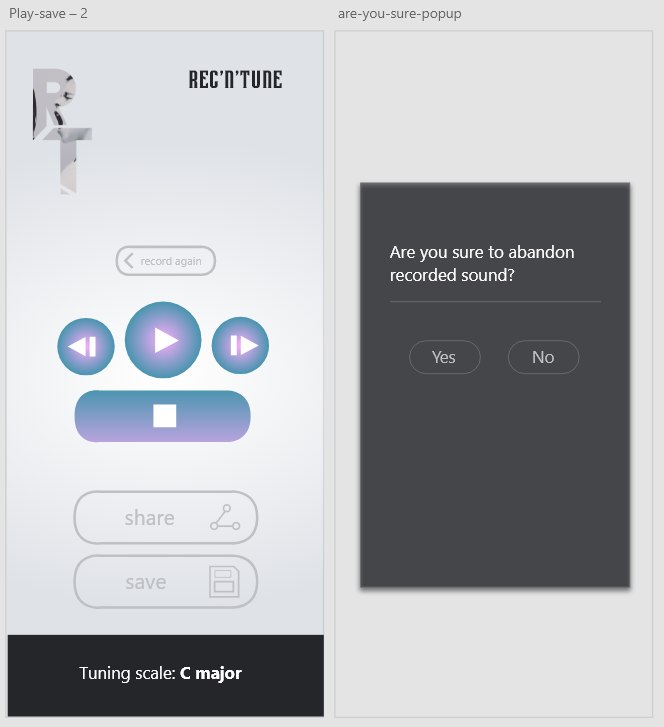 Play-save – 2
are-you-sure-popup
RT
REC'N'TUNE
record again
share
save
Tuning scale: C major
Are you sure to abandon
recorded sound?
Yes
No